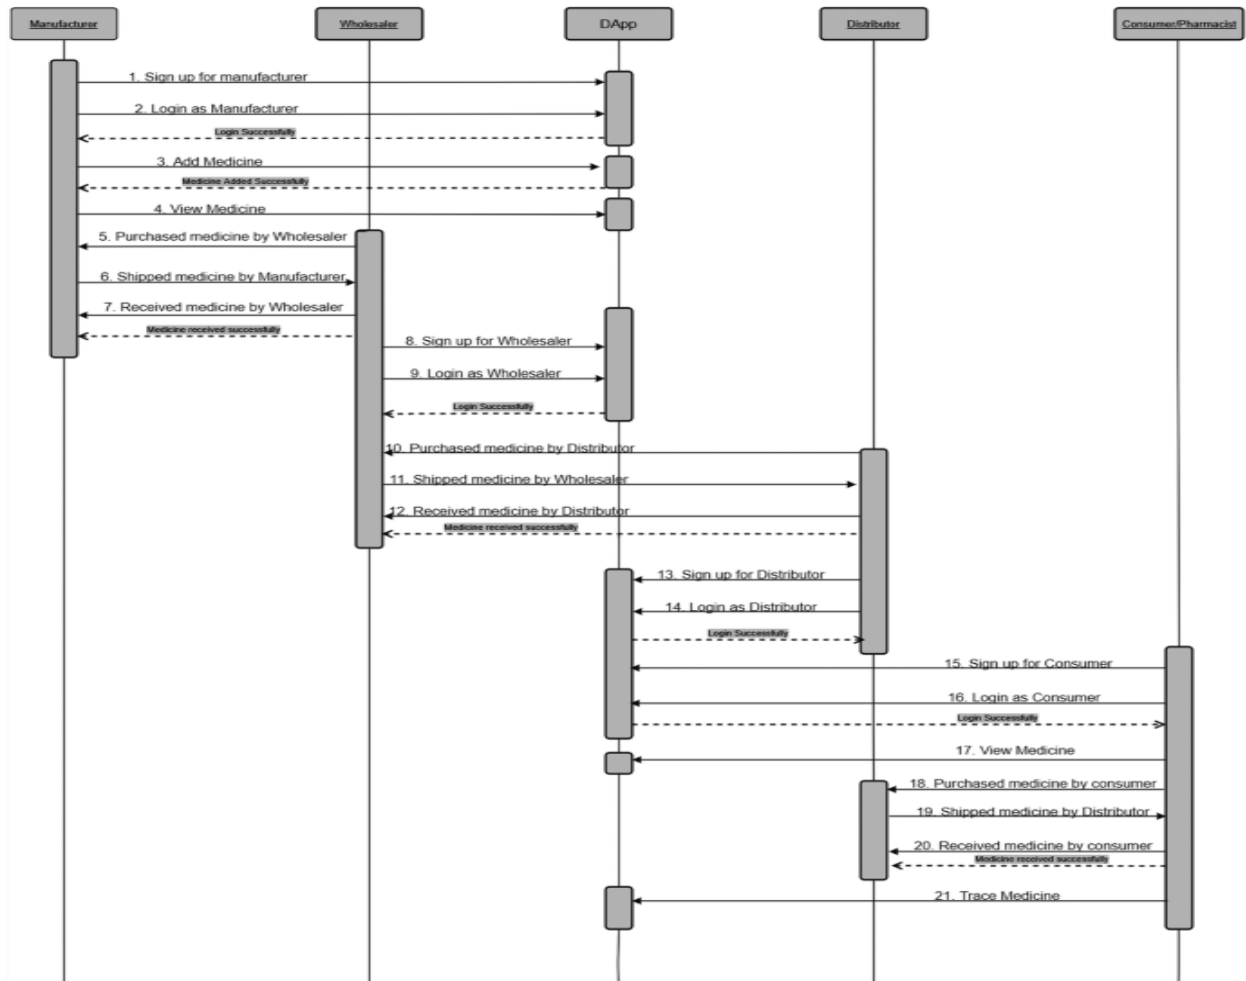 Manufacturer
Wholesaler
DApp
Distributor
Consumer/Pharmacist
1. Sign up for manufacturer
2. Login as Manufacturer
Login Successfully
3. Add Medicine
Medicine Added Successfully
4. View Medicine
5. Purchased medicine by Wholesaler
6. Shipped medicine by Manufacturer
7. Received medicine by Wholesaler
Medicine received successfully
8. Sign up for Wholesaler
9. Login as Wholesaler
Login Successfully
10. Purchased medicine by Distributor
11. Shipped medicine by Wholesaler
12. Received medicine by Distributor
Medicine received successfully
13. Sign up for Distributor
14. Login as Distributor
Login Successfully
15. Sign up for Consumer
16. Login as Consumer
Login Successfully
17. View Medicine
18. Purchased medicine by consumer
19. Shipped medicine by Distributor
20. Received medicine by consumer
Medicine received successfully
21. Trace Medicine